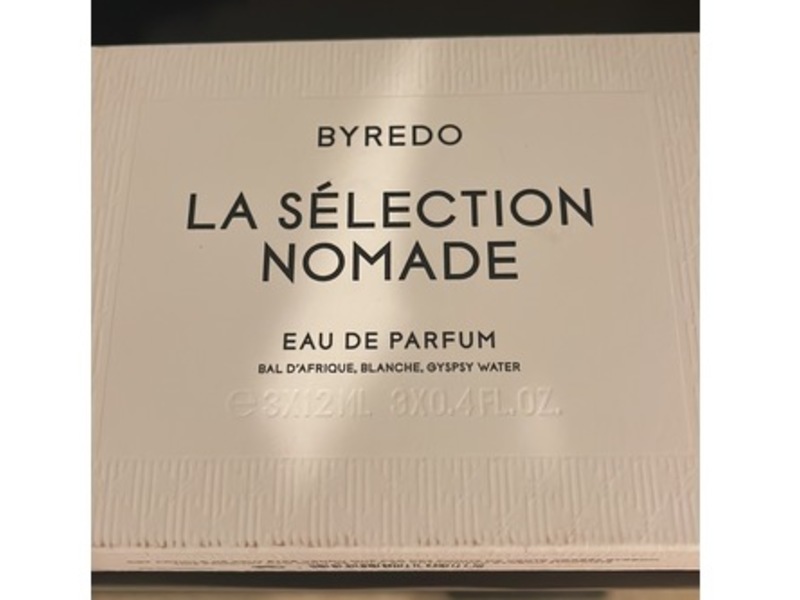 BYREDO
LA SÉLECTION
NOMADE
EAU DE PARFUM
BAL D'AFRIQUE, BLANCHE, GYSPSY WATER
℮ 3X12 ML 3X0.4 FL.OZ.